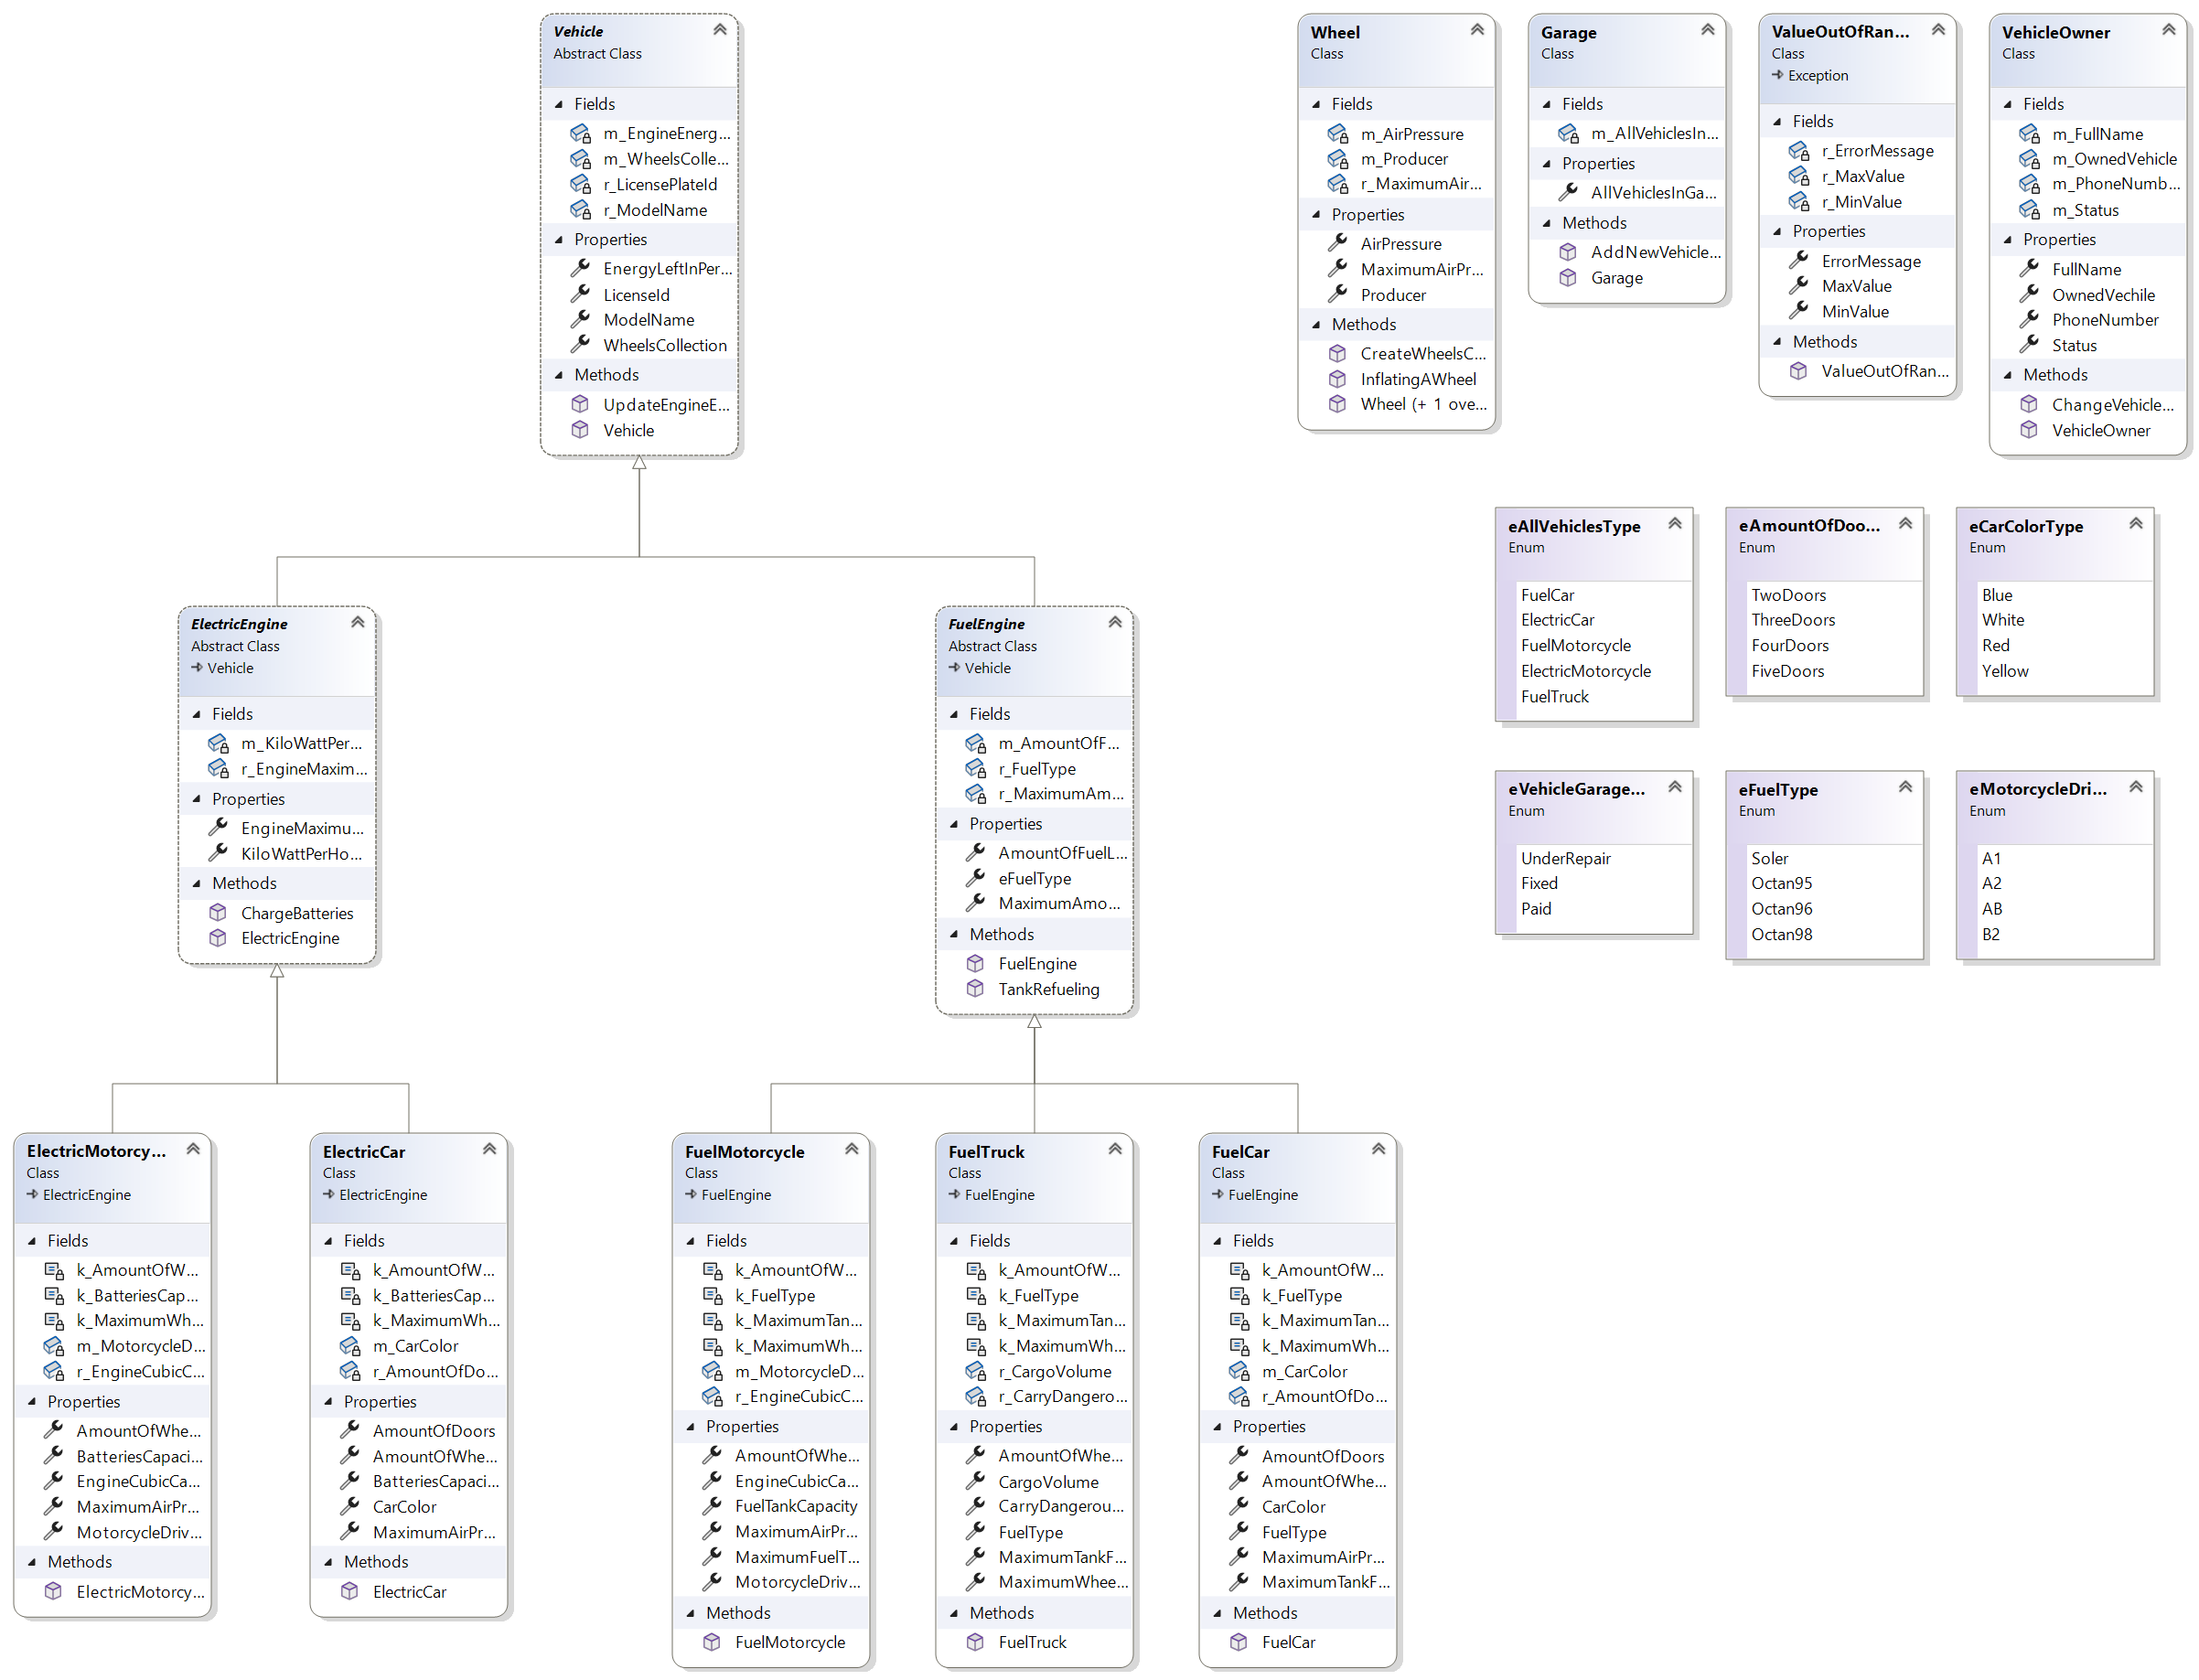 Vehicle
Abstract Class
Fields
m_EngineEnerg...
m_WheelsColle...
r_LicensePlateId
r_ModelName
Properties
EnergyLeftInPer...
LicenseId
ModelName
WheelsCollection
Methods
UpdateEngineE...
Vehicle
Wheel
Class
Fields
m_AirPressure
m_Producer
r_MaximumAir...
Properties
AirPressure
MaximumAirPr...
Producer
Methods
CreateWheelsC...
InflatingAWheel
Wheel (+ 1 ove...
Garage
Class
Fields
m_AllVehiclesIn...
Properties
AllVehiclesInGa...
Methods
AddNewVehicle...
Garage
ValueOutOfRan...
Class
Exception
Fields
r_ErrorMessage
r_MaxValue
r_MinValue
Properties
ErrorMessage
MaxValue
MinValue
Methods
ValueOutOfRan...
VehicleOwner
Class
Fields
m_FullName
m_OwnedVehicle
m_PhoneNumb...
m_Status
Properties
FullName
OwnedVechile
PhoneNumber
Status
Methods
ChangeVehicle...
VehicleOwner
eAllVehiclesType
Enum
FuelCar
ElectricCar
FuelMotorcycle
ElectricMotorcycle
FuelTruck
eAmountOfDoo...
Enum
TwoDoors
ThreeDoors
FourDoors
FiveDoors
eCarColorType
Enum
Blue
White
Red
Yellow
eVehicleGarage...
Enum
UnderRepair
Fixed
Paid
eFuelType
Enum
Soler
Octan95
Octan96
Octan98
eMotorcycleDri...
Enum
A1
A2
AB
B2
ElectricEngine
Abstract Class
Vehicle
Fields
m_KiloWattPer...
r_EngineMaxim...
Properties
EngineMaximu...
KiloWattPerHo...
Methods
ChargeBatteries
ElectricEngine
FuelEngine
Abstract Class
Vehicle
Fields
m_AmountOfF...
r_FuelType
r_MaximumAm...
Properties
AmountOfFuelL...
eFuelType
MaximumAmo...
Methods
FuelEngine
TankRefueling
ElectricMotorcy...
Class
ElectricEngine
Fields
k_AmountOfW...
k_BatteriesCap...
k_MaximumWh...
m_MotorcycleD...
r_EngineCubicC...
Properties
AmountOfWhe...
BatteriesCapaci...
EngineCubicCa...
MaximumAirPr...
MotorcycleDriv...
Methods
ElectricMotorcy...
ElectricCar
Class
ElectricEngine
Fields
k_AmountOfW...
k_BatteriesCap...
k_MaximumWh...
m_CarColor
r_AmountOfDo...
Properties
AmountOfDoors
AmountOfWhe...
BatteriesCapaci...
CarColor
MaximumAirPr...
Methods
ElectricCar
FuelMotorcycle
Class
FuelEngine
Fields
k_AmountOfW...
k_FuelType
k_MaximumTan...
k_MaximumWh...
m_MotorcycleD...
r_EngineCubicC...
Properties
AmountOfWhe...
EngineCubicCa...
FuelTankCapacity
MaximumAirPr...
MaximumFuelT...
MotorcycleDriv...
Methods
FuelMotorcycle
FuelTruck
Class
FuelEngine
Fields
k_AmountOfW...
k_FuelType
k_MaximumTan...
k_MaximumWh...
r_CargoVolume
r_CarryDangero...
Properties
AmountOfWhe...
CargoVolume
CarryDangerou...
FuelType
MaximumTankF...
MaximumWhee...
Methods
FuelTruck
FuelCar
Class
FuelEngine
Fields
k_AmountOfW...
k_FuelType
k_MaximumTan...
k_MaximumWh...
m_CarColor
r_AmountOfDo...
Properties
AmountOfDoors
AmountOfWhe...
CarColor
FuelType
MaximumAirPr...
MaximumTankF...
Methods
FuelCar